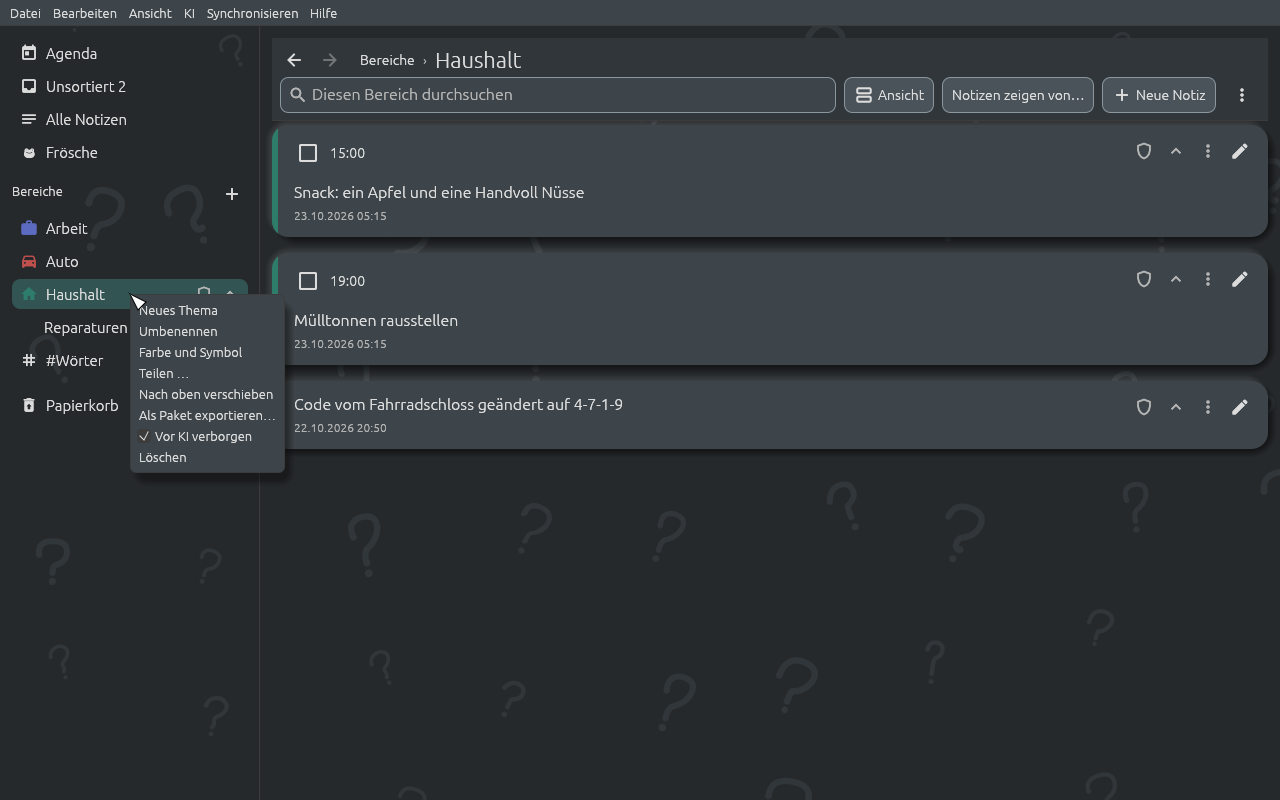 Datei Bearbeiten Ansicht KI Synchronisieren Hilfe
Agenda
Unsortiert 2
Alle Notizen
Frösche
Bereiche
Arbeit
Auto
Haushalt
Reparaturen
#Wörter
Papierkorb
Neues Thema
Umbenennen
Farbe und Symbol
Teilen …
Nach oben verschieben
Als Paket exportieren…
Vor KI verborgen
Löschen
Bereiche › Haushalt
Diesen Bereich durchsuchen
Ansicht
Notizen zeigen von…
Neue Notiz
15:00
Snack: ein Apfel und eine Handvoll Nüsse
23.10.2026 05:15
19:00
Mülltonnen rausstellen
23.10.2026 05:15
Code vom Fahrradschloss geändert auf 4-7-1-9
22.10.2026 20:50